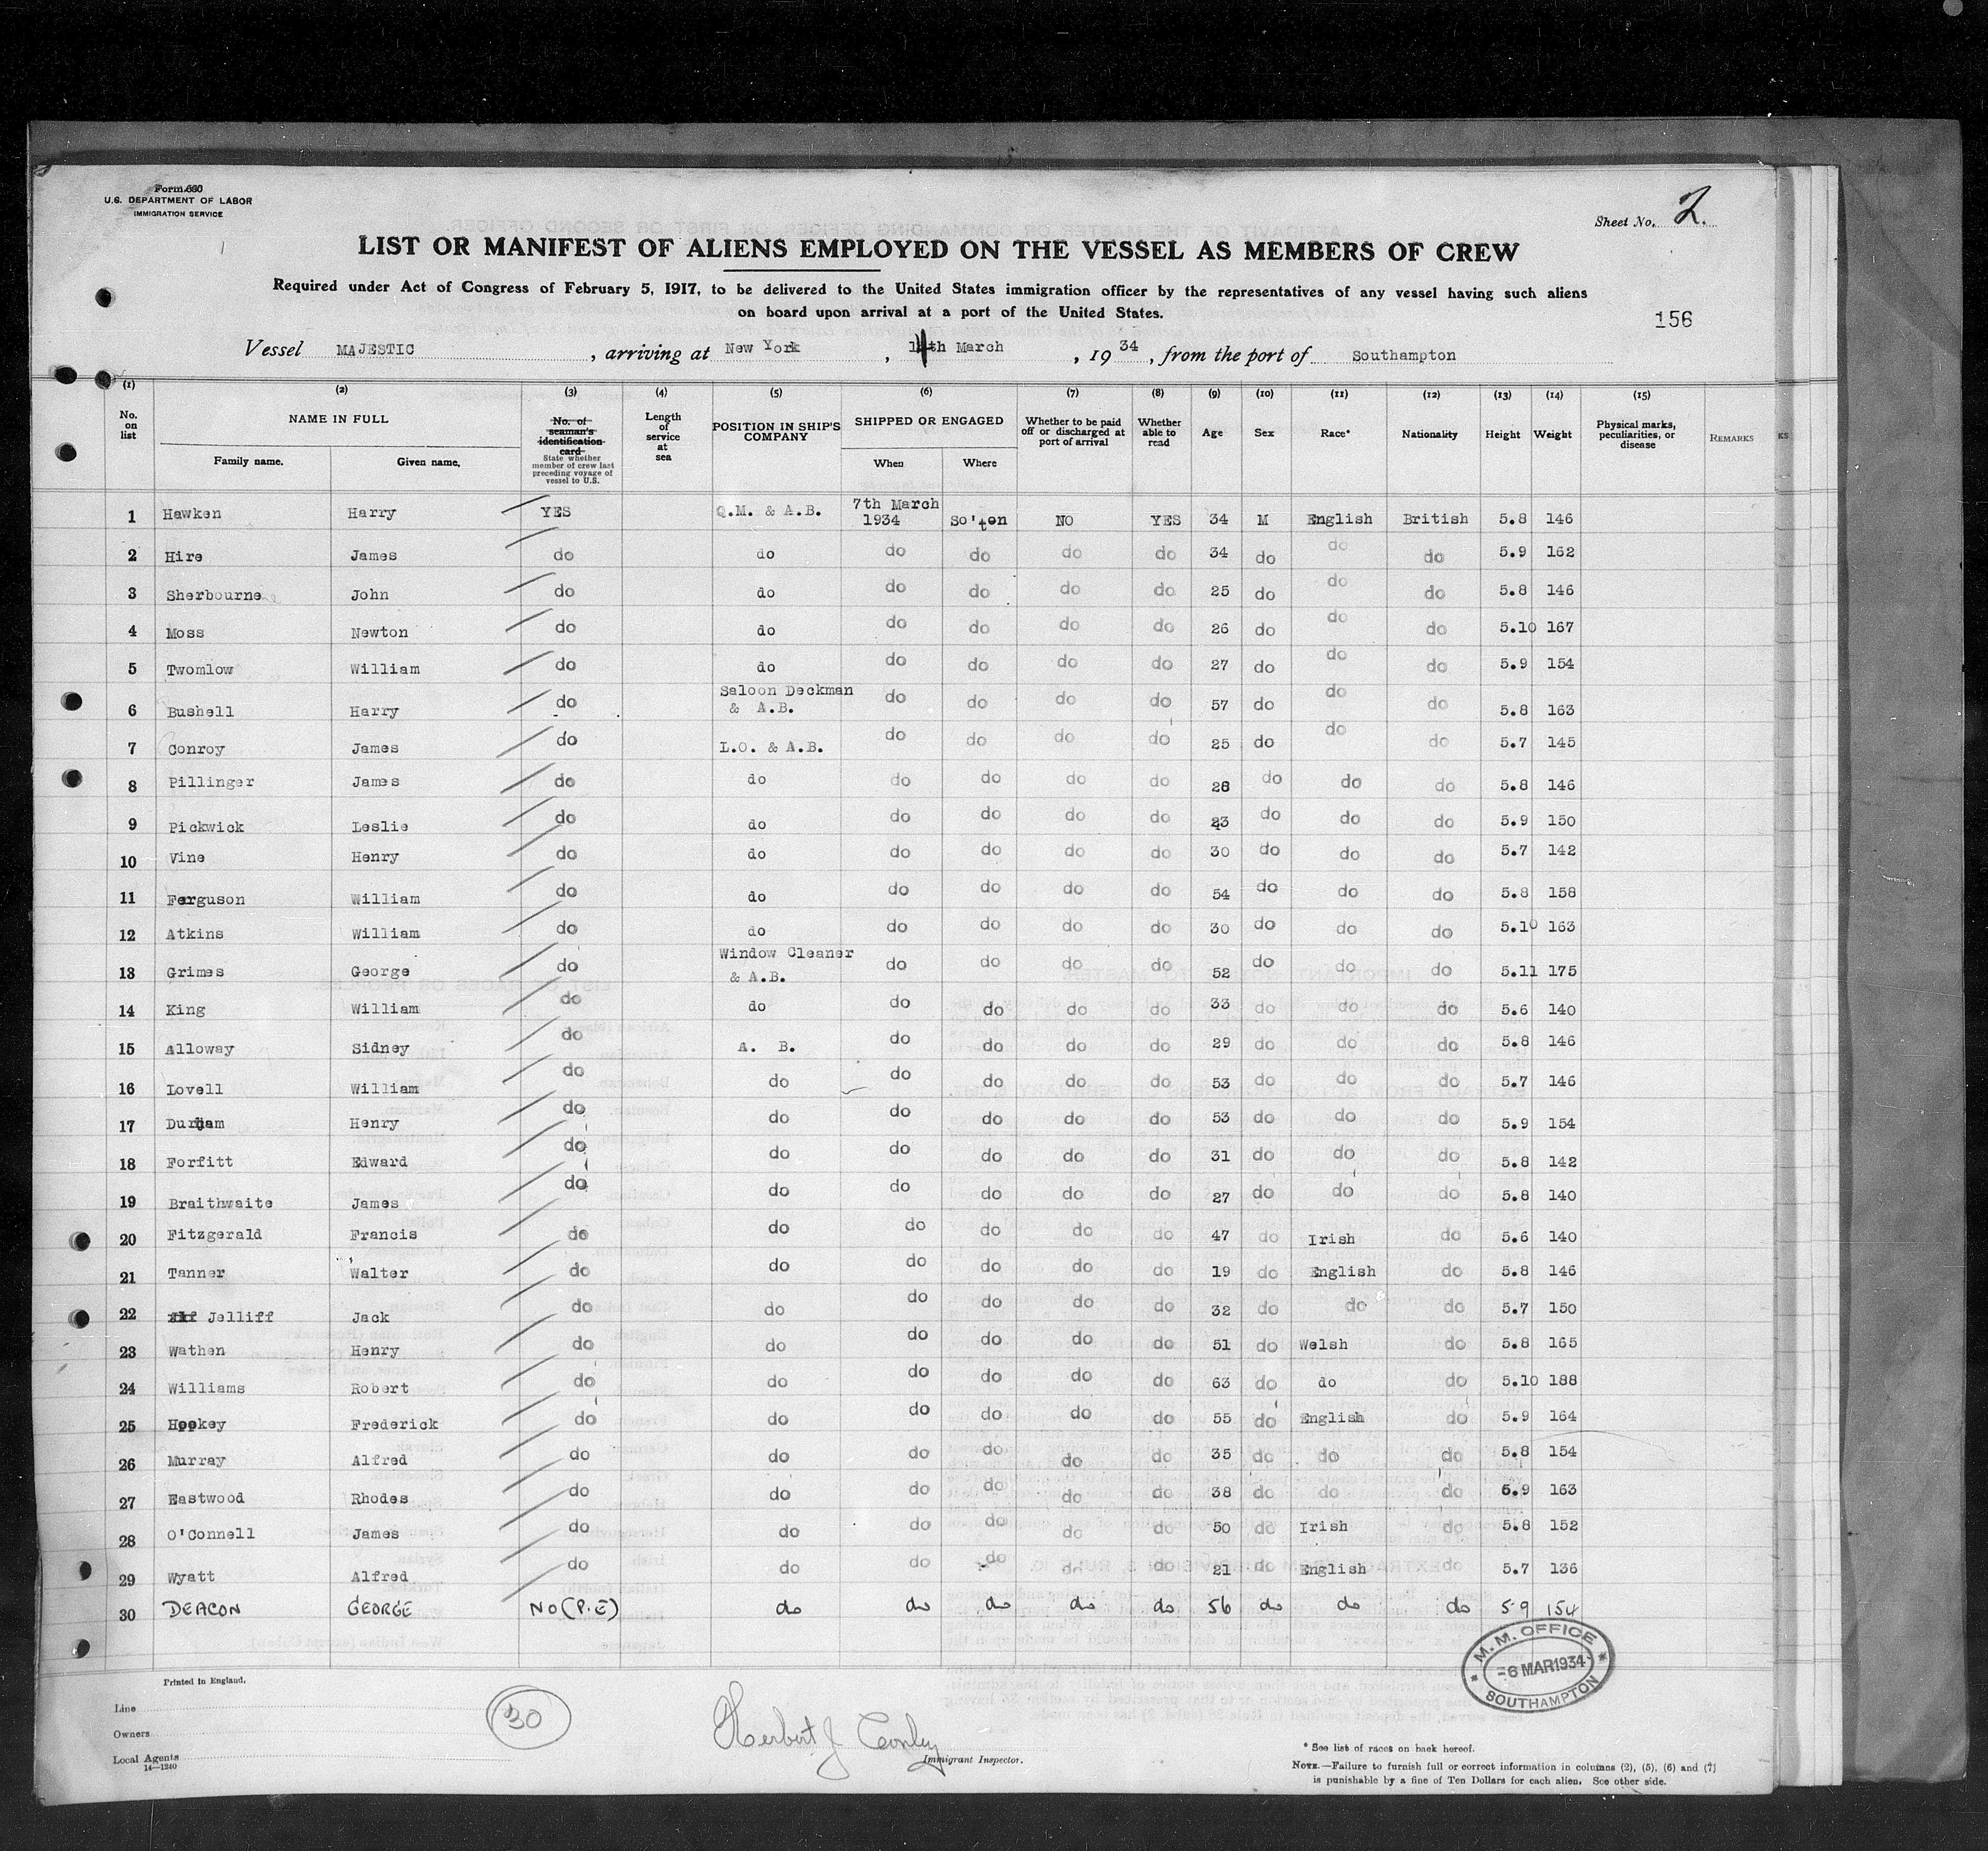 Form 680
U.S. DEPARTMENT OF LABOR
IMMIGRATION SERVICE
Sheet No. 2.
LIST OR MANIFEST OF ALIENS EMPLOYED ON THE VESSEL AS MEMBERS OF CREW
Required under Act of Congress of February 5, 1917, to be delivered to the United States immigration officer by the representatives of any vessel having such aliens
on board upon arrival at a port of the United States.
156
Vessel MAJESTIC , arriving at New York , 14th March , 19 34 , from the port of Southampton
(1) (2) (3) (4) (5) (6) (7) (8) (9) (10) (11) (12) (13) (14) (15)
No. on list NAME IN FULL Family name. Given name. No. of seaman's identification card State whether member of crew last preceding voyage of vessel to U.S. Length of service at sea POSITION IN SHIP'S COMPANY SHIPPED OR ENGAGED When Where Whether to be paid off or discharged at port of arrival Whether able to read Age Sex Race* Nationality Height Weight Physical marks, peculiarities, or disease REMARKS KS
1 Hawken Harry YES Q.M. & A.B. 7th March 1934 So'ton NO YES 34 M English British 5.8 146
2 Hire James do do do do do do 34 do do do 5.9 162
3 Sherbourne John do do do do do do 25 do do do 5.8 146
4 Moss Newton do do do do do do 26 do do do 5.10 167
5 Twomlow William do do do do do do 27 do do do 5.9 154
6 Bushell Harry do Saloon Deckman & A.B. do do do do 57 do do do 5.8 163
7 Conroy James do L.O. & A.B. do do do do 25 do do do 5.7 145
8 Pillinger James do do do do do do 28 do do do 5.8 146
9 Pickwick Leslie do do do do do do 23 do do do 5.9 150
10 Vine Henry do do do do do do 30 do do do 5.7 142
11 Ferguson William do do do do do do 54 do do do 5.8 158
12 Atkins William do do do do do do 30 do do do 5.10 163
13 Grimes George do Window Cleaner & A.B. do do do do 52 do do do 5.11 175
14 King William do do do do do do 33 do do do 5.6 140
15 Alloway Sidney do A. B. do do do do 29 do do do 5.8 146
16 Lovell William do do do do do do 53 do do do 5.7 146
17 Durham Henry do do do do do do 53 do do do 5.9 154
18 Forfitt Edward do do do do do do 31 do do do 5.8 142
19 Braithwaite James do do do do do do 27 do do do 5.8 140
20 Fitzgerald Francis do do do do do do 47 do Irish do 5.6 140
21 Tanner Walter do do do do do do 19 do English do 5.8 146
22 Jelliff Jack do do do do do do 32 do do do 5.7 150
23 Wathen Henry do do do do do do 51 do Welsh do 5.8 165
24 Williams Robert do do do do do do 63 do do do 5.10 188
25 Hookey Frederick do do do do do do 55 do English do 5.9 164
26 Murray Alfred do do do do do do 35 do do do 5.8 154
27 Eastwood Rhodes do do do do do do 38 do do do 5.9 163
28 O'Connell James do do do do do do 50 do Irish do 5.8 152
29 Wyatt Alfred do do do do do do 21 do English do 5.7 136
30 DEACON GEORGE NO (P.E) do do do do do 56 do do do 5 9 154
M. M. OFFICE
-6 MAR 1934
SOUTHAMPTON
Printed in England.
Line
Owners
Local Agents
14—1240
30
Herbert J Conley
Immigrant Inspector.
* See list of races on back hereof.
NOTE.—Failure to furnish full or correct information in columns (2), (5), (6) and (7)
is punishable by a fine of Ten Dollars for each alien. See other side.